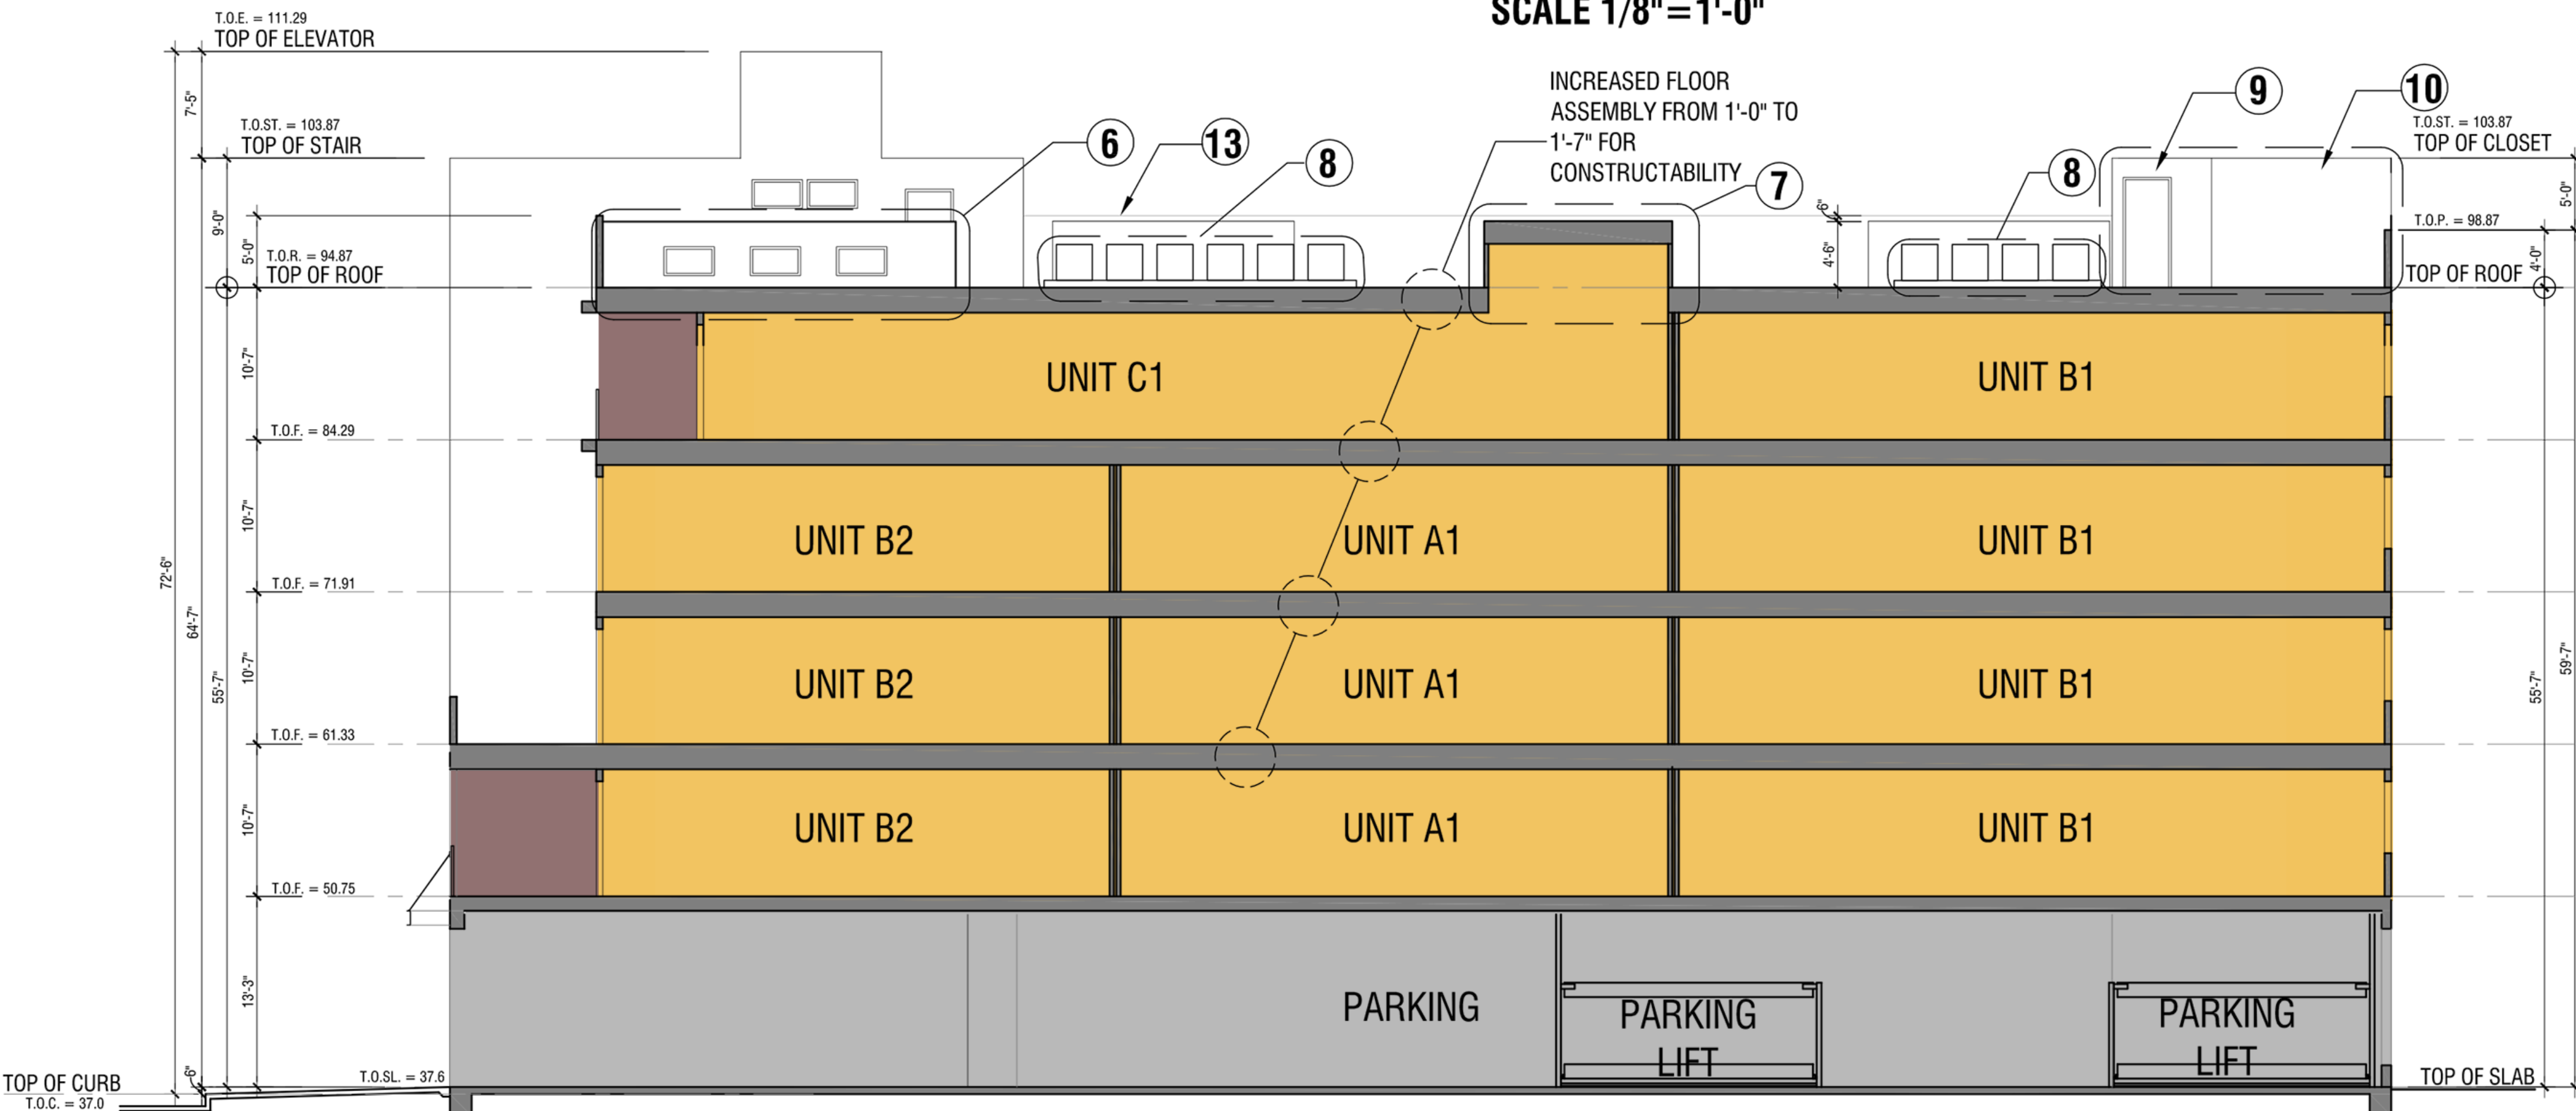 SCALE 1/8"=1'-0"
T.O.E. = 111.29
TOP OF ELEVATOR
7'-5"
T.O.ST. = 103.87
TOP OF STAIR
9'-0"
5'-0"
T.O.R. = 94.87
TOP OF ROOF
6
13
8
INCREASED FLOOR
ASSEMBLY FROM 1'-0" TO
1'-7" FOR
CONSTRUCTABILITY
7
8
9
10
T.O.ST. = 103.87
TOP OF CLOSET
5'-0"
6"
4'-6"
T.O.P. = 98.87
4'-0"
TOP OF ROOF
10'-7"
UNIT C1
UNIT B1
T.O.F. = 84.29
10'-7"
UNIT B2
UNIT A1
UNIT B1
T.O.F. = 71.91
72'-6"
64'-7"
55'-7"
10'-7"
UNIT B2
UNIT A1
UNIT B1
55'-7"
59'-7"
T.O.F. = 61.33
10'-7"
UNIT B2
UNIT A1
UNIT B1
T.O.F. = 50.75
13'-3"
PARKING
PARKING
LIFT
PARKING
LIFT
6"
T.O.SL. = 37.6
TOP OF CURB
T.O.C. = 37.0
TOP OF SLAB